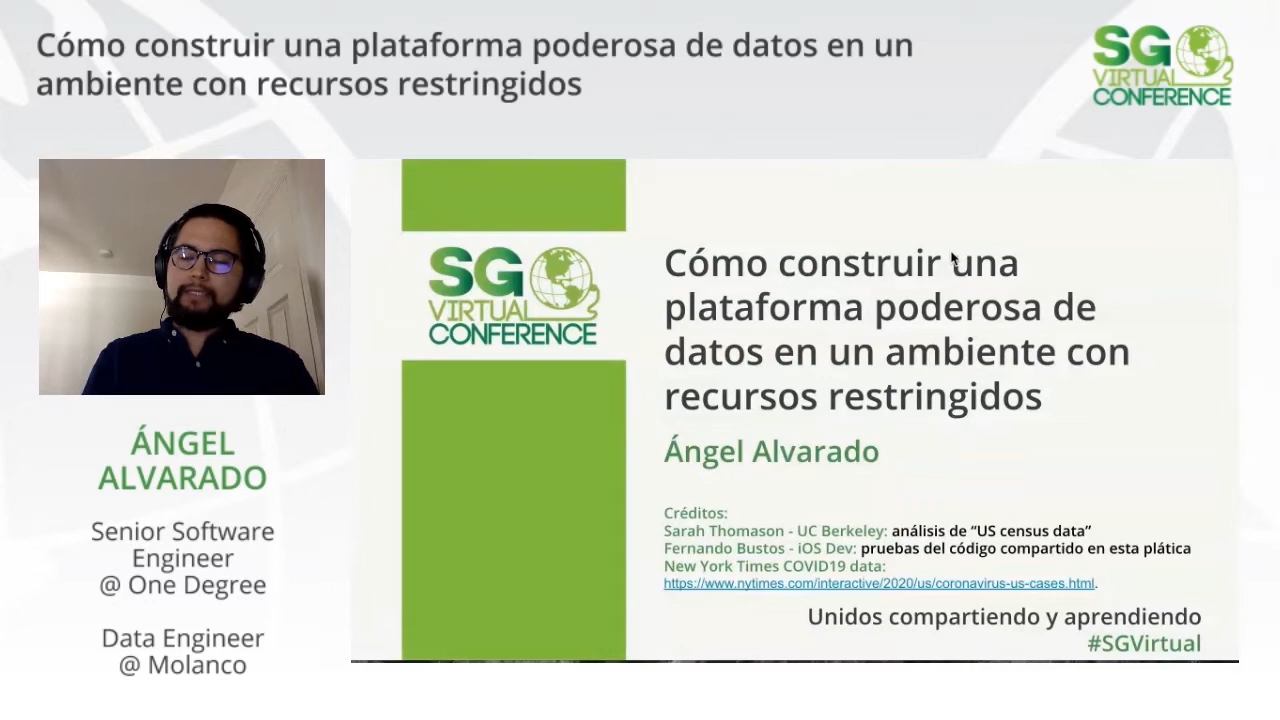 Cómo construir una plataforma poderosa de datos en un
ambiente con recursos restringidos
SG
VIRTUAL
CONFERENCE
ÁNGEL
ALVARADO
Senior Software
Engineer
@ One Degree
Data Engineer
@ Molanco
SG
VIRTUAL
CONFERENCE
Cómo construir una
plataforma poderosa de
datos en un ambiente con
recursos restringidos
Ángel Alvarado
Créditos:
Sarah Thomason - UC Berkeley: análisis de “US census data”
Fernando Bustos - iOS Dev: pruebas del código compartido en esta plática
New York Times COVID19 data:
https://www.nytimes.com/interactive/2020/us/coronavirus-us-cases.html.
Unidos compartiendo y aprendiendo
#SGVirtual